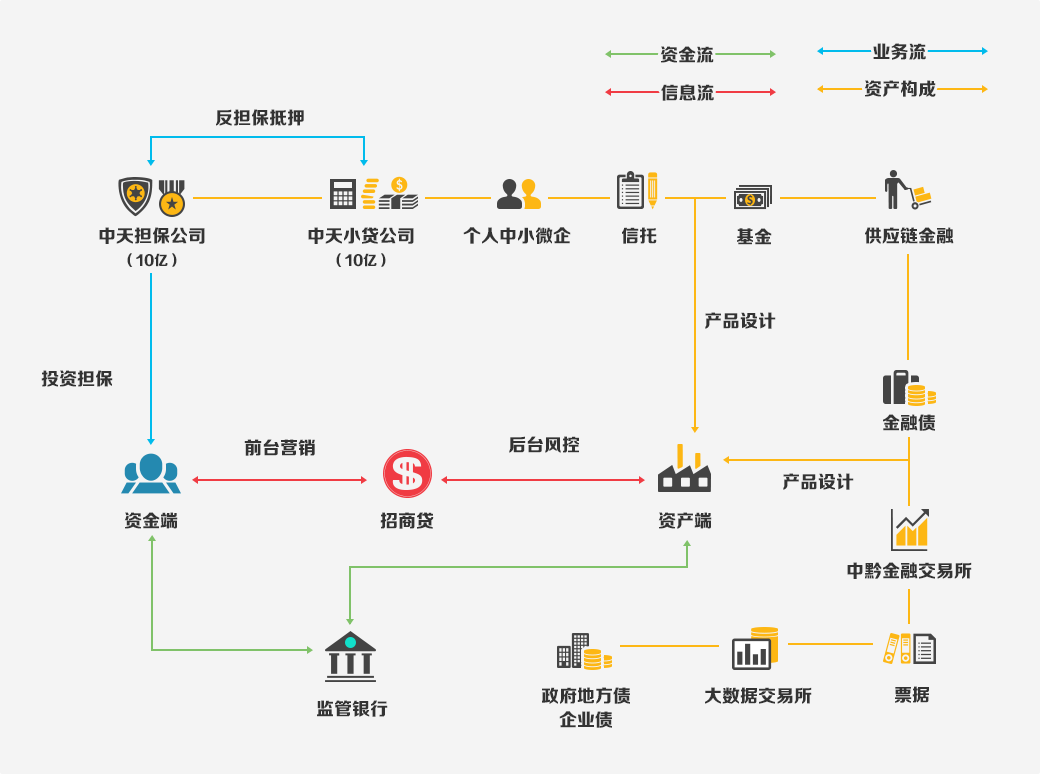 资金流
业务流
信息流
资产构成
反担保抵押
中天担保公司
（10亿）
中天小贷公司
（10亿）
个人中小微企
信托
基金
供应链金融
产品设计
投资担保
金融债
前台营销
后台风控
产品设计
资金端
招商贷
资产端
中黔金融交易所
监管银行
政府地方债
企业债
大数据交易所
票据